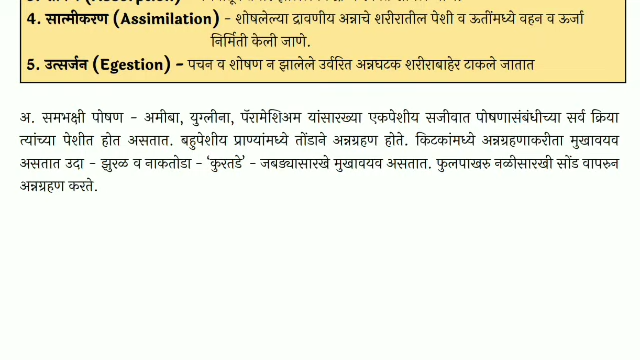 4. सात्मीकरण (Assimilation) - शोषलेल्या द्रावणीय अन्नाचे शरीरातील पेशी व ऊतींमध्ये वहन व ऊर्जा
निर्मिती केली जाणे.
5. उत्सर्जन (Egestion) - पचन व शोषण न झालेले उर्वरित अन्नघटक शरीराबाहेर टाकले जातात
अ. समभक्षी पोषण - अमीबा, युग्लीना, पॅरामेशिअम यांसारख्या एकपेशीय सजीवात पोषणासंबंधीच्या सर्व क्रिया
त्यांच्या पेशीत होत असतात. बहुपेशीय प्राण्यांमध्ये तोंडाने अन्नग्रहण होते. किटकांमध्ये अन्नग्रहणाकरीता मुखावयव
असतात उदा - झुरळ व नाकतोडा - ‘कुरतडे’ - जबड्यासारखे मुखावयव असतात. फुलपाखरु नळीसारखी सोंड वापरुन
अन्नग्रहण करते.